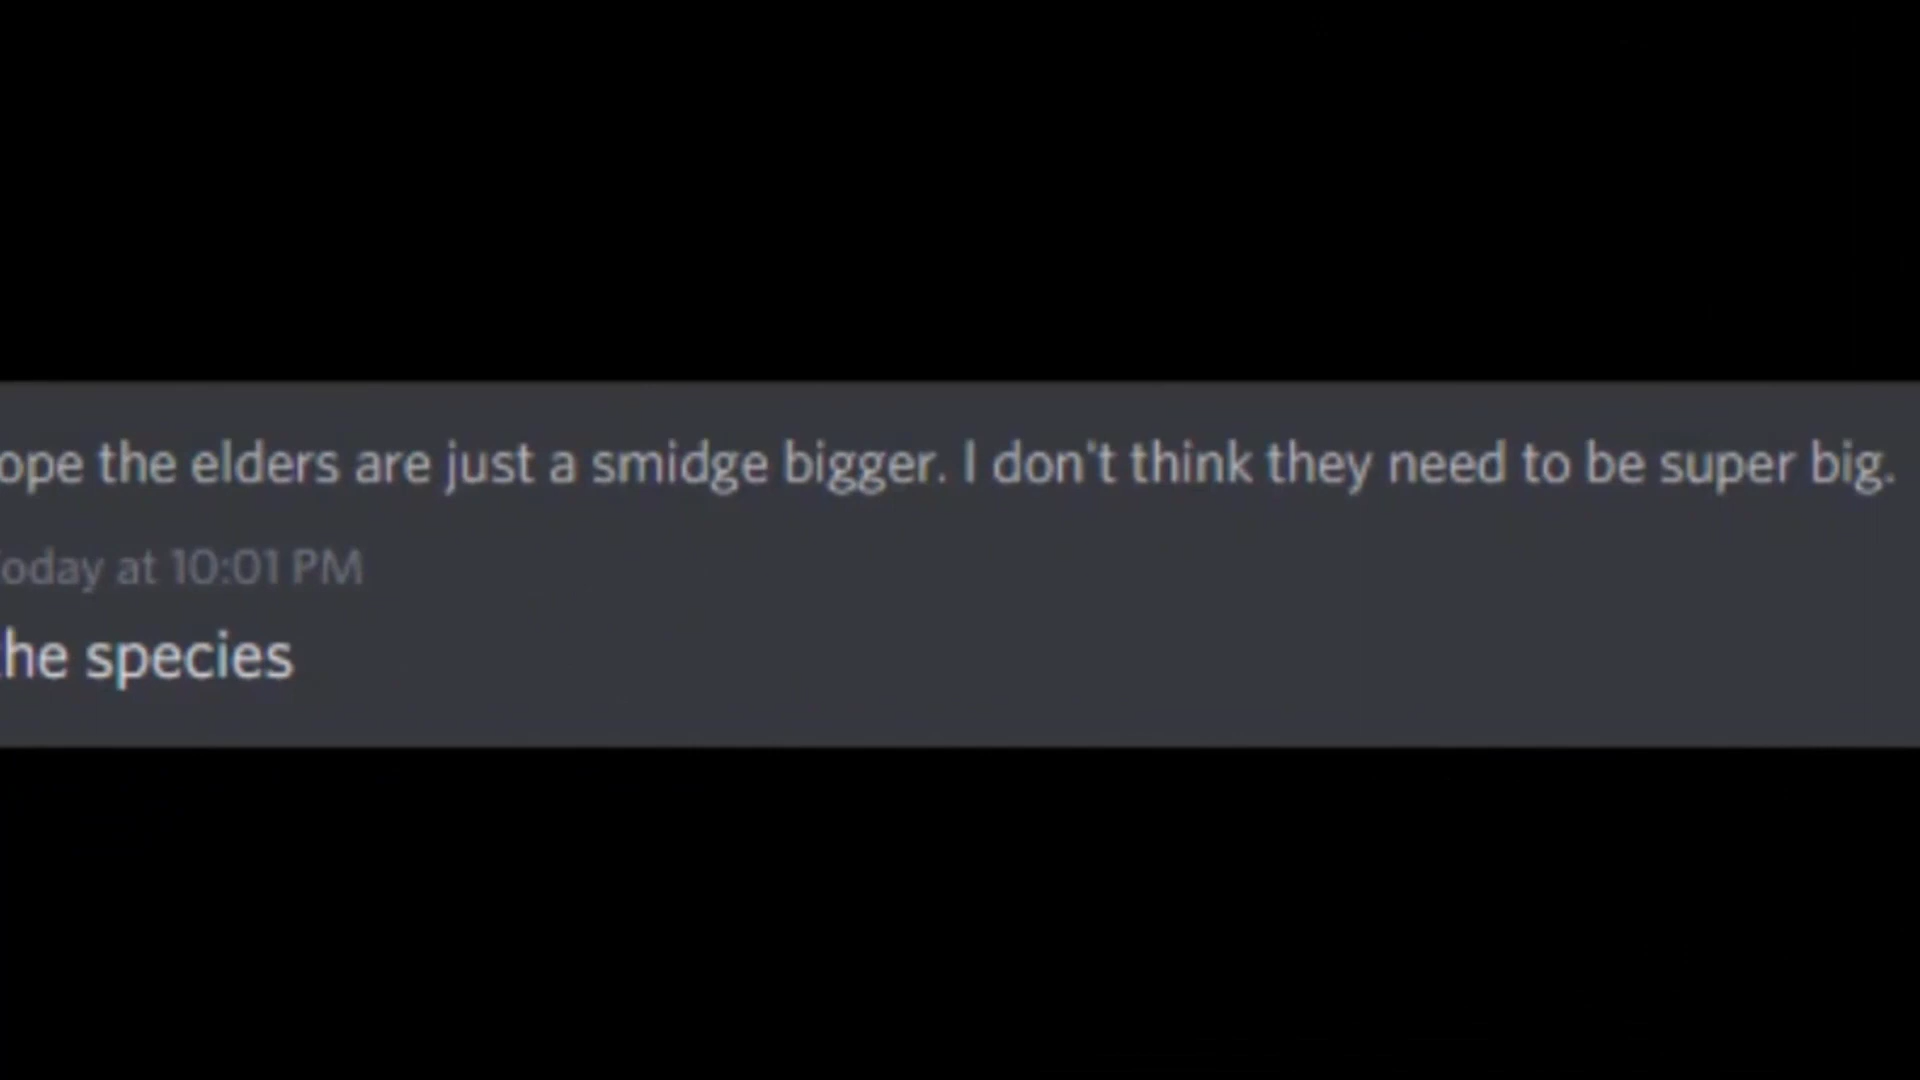 ope the elders are just a smidge bigger. I don't think they need to be super big.
oday at 10:01 PM
he species